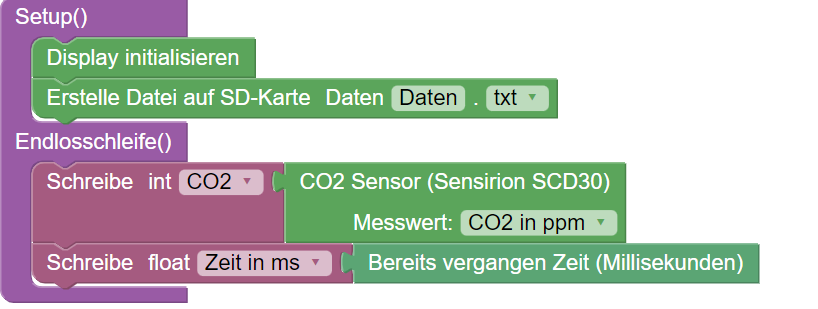 Setup()
Display initialisieren
Erstelle Datei auf SD-Karte Daten Daten . txt
Endlosschleife()
Schreibe int CO2 CO2 Sensor (Sensirion SCD30)
Messwert: CO2 in ppm
Schreibe float Zeit in ms Bereits vergangen Zeit (Millisekunden)